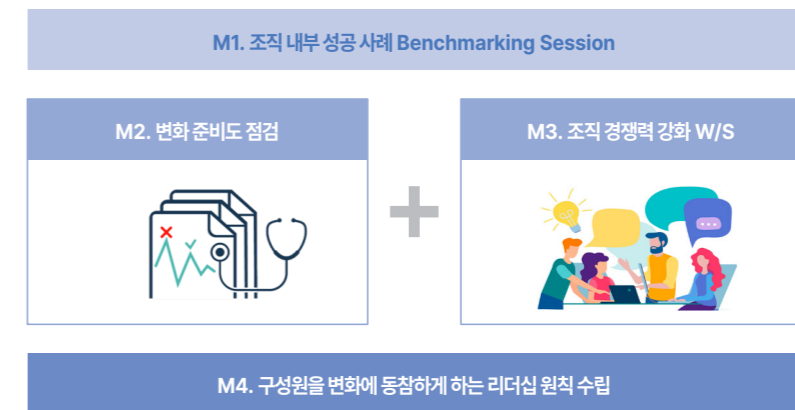 M1. 조직 내부 성공 사례 Benchmarking Session
M2. 변화 준비도 점검
M3. 조직 경쟁력 강화 W/S
M4. 구성원을 변화에 동참하게 하는 리더십 원칙 수립